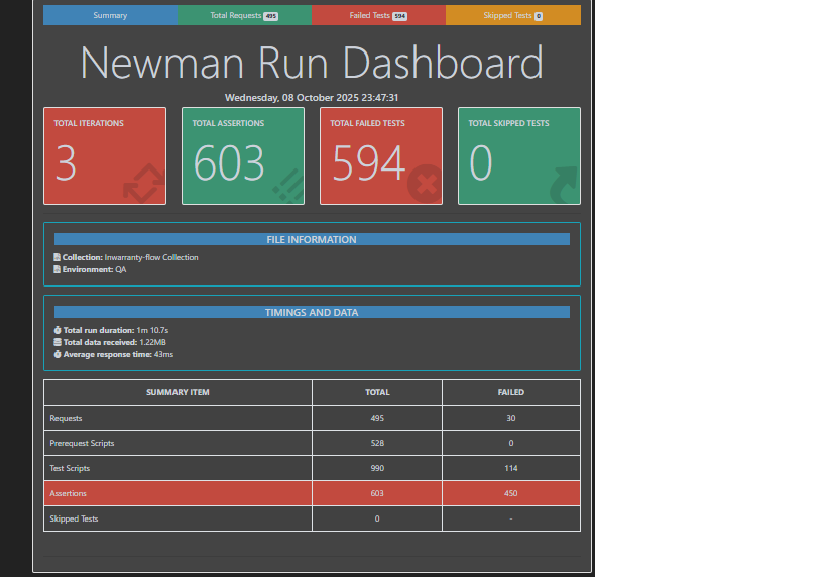 Summary Total Requests 495 Failed Tests 594 Skipped Tests 0
Newman Run Dashboard
Wednesday, 08 October 2025 23:47:31
TOTAL ITERATIONS TOTAL ASSERTIONS TOTAL FAILED TESTS TOTAL SKIPPED TESTS
3 603 594 0
FILE INFORMATION
Collection: Inwarranty-flow Colllection
Environment: QA
TIMINGS AND DATA
Total run duration: 1m 10.7s
Total data received: 1.22MB
Average response time: 43ms
SUMMARY ITEM TOTAL FAILED
Requests 495 30
Prerequest Scripts 528 0
Test Scripts 990 114
Assertions 603 450
Skipped Tests 0 -